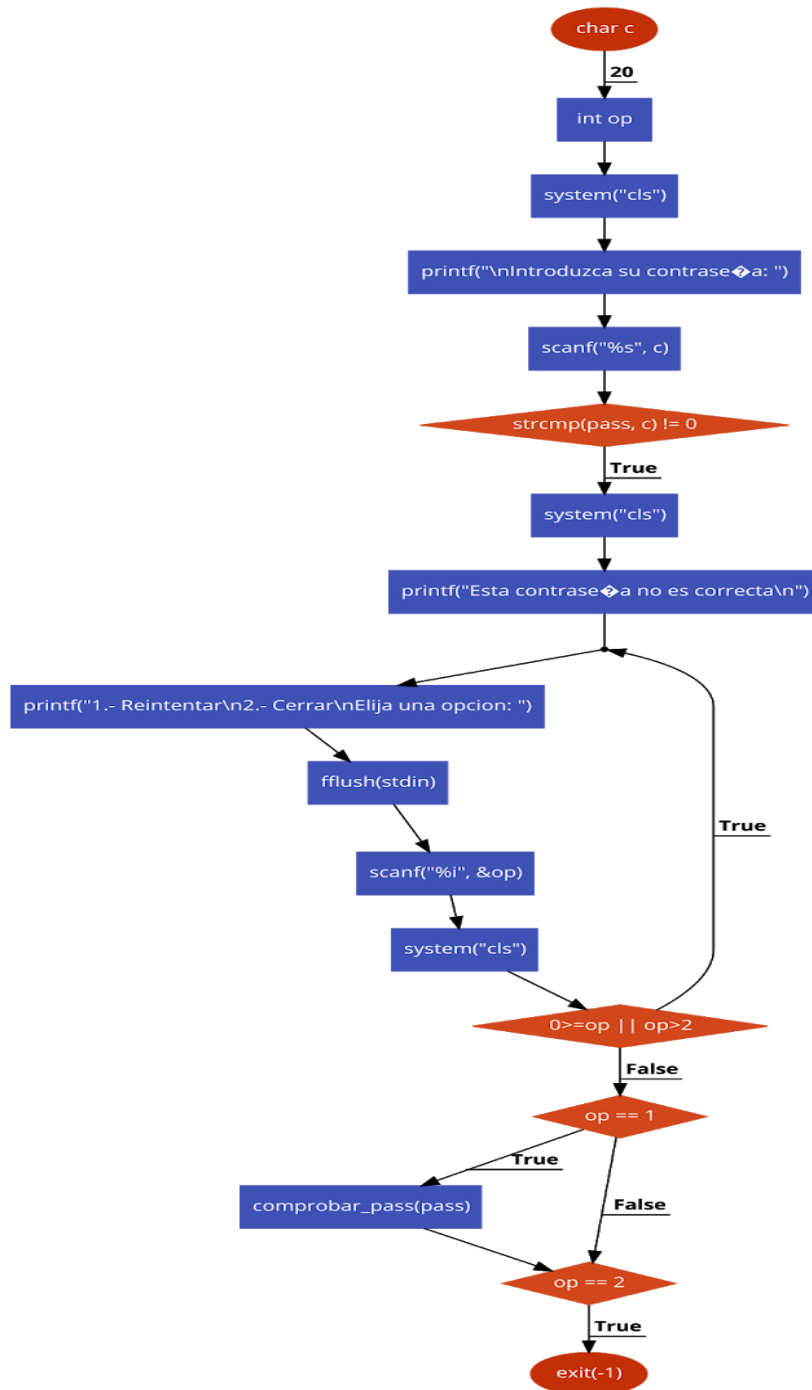 char c
20
int op
system("cls")
printf("\nIntroduzca su contrase�a: ")
scanf("%s", c)
strcmp(pass, c) != 0
True
system("cls")
printf("Esta contrase�a no es correcta\n")
printf("1.- Reintentar\n2.- Cerrar\nElija una opcion: ")
fflush(stdin)
scanf("%i", &op)
True
system("cls")
0>=op || op>2
False
op == 1
True
comprobar_pass(pass)
False
op == 2
True
exit(-1)